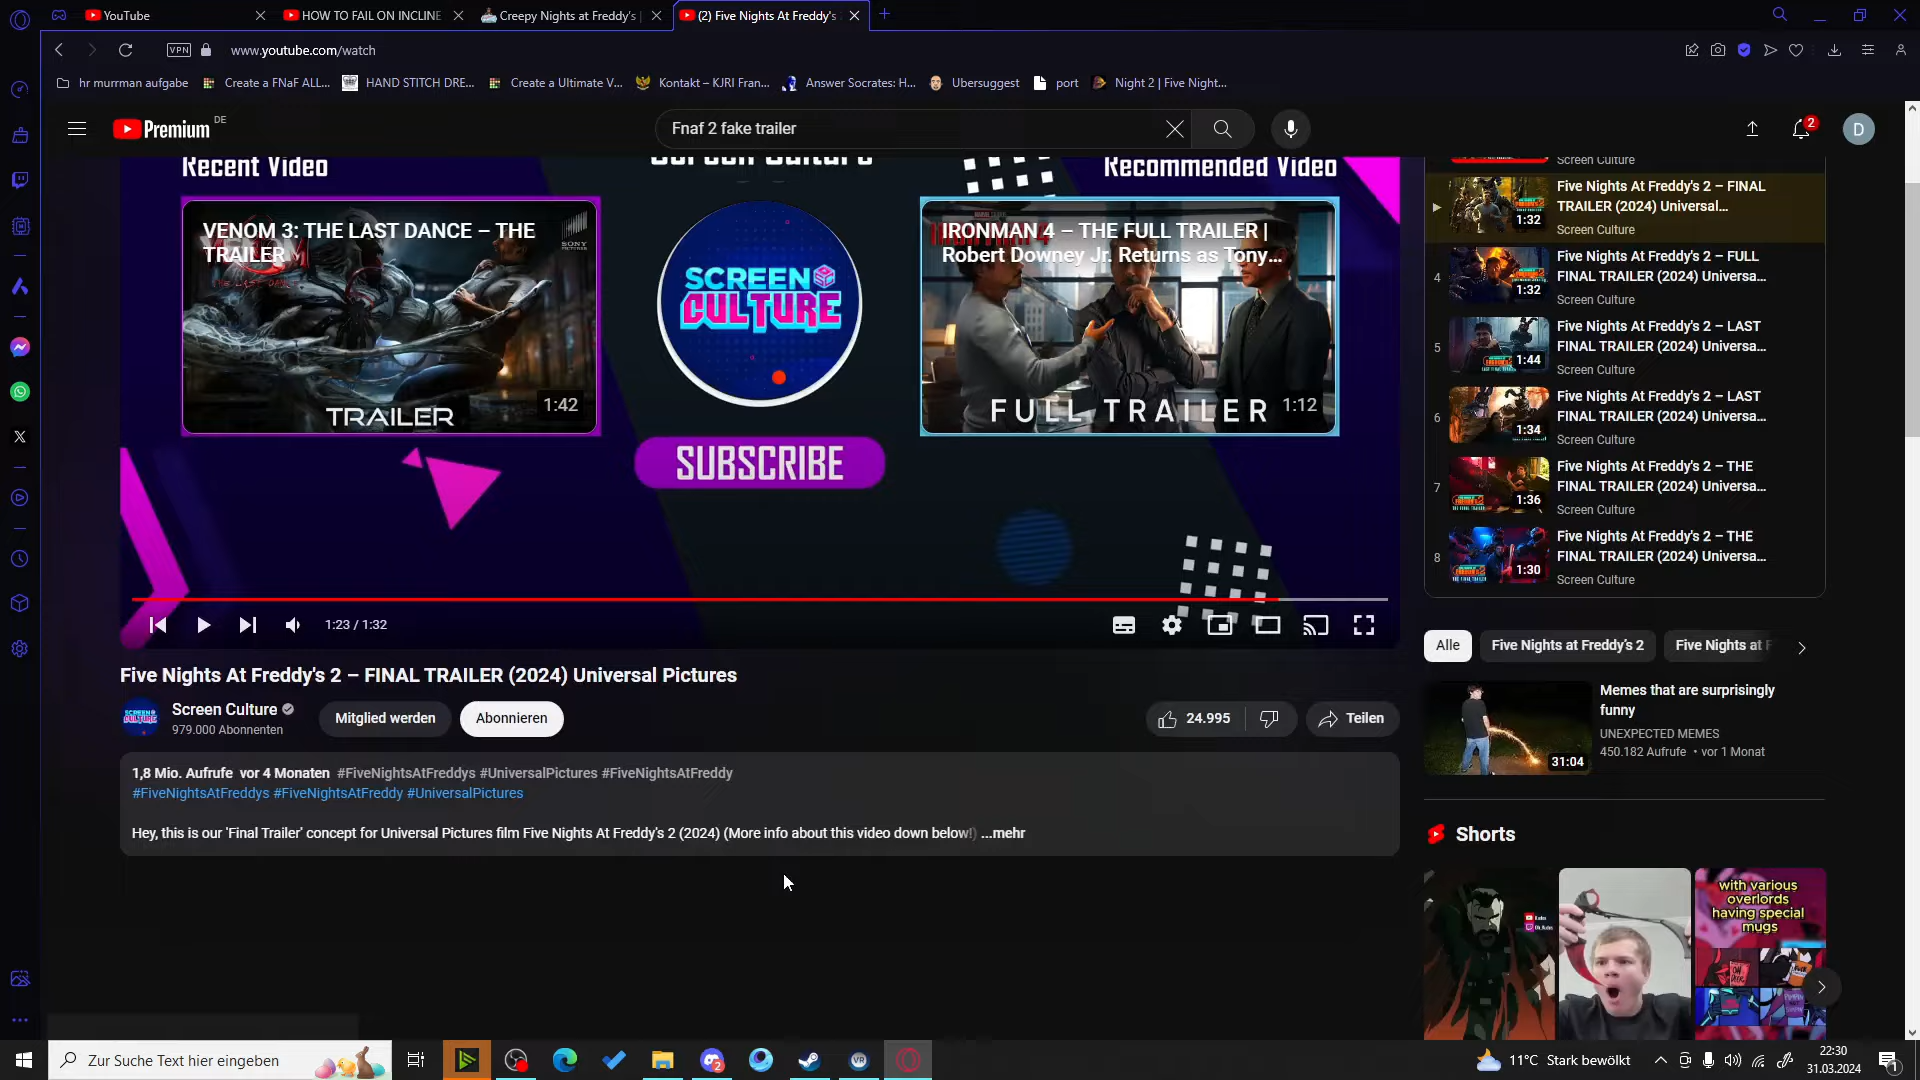 YouTube
HOW TO FAIL ON INCLINE
Creepy Nights at Freddy's |
(2) Five Nights At Freddy's
VPN
www.youtube.com/watch
hr murrman aufgabe
Create a FNaF ALL...
HAND STITCH DRE...
Create a Ultimate V...
Kontakt – KJRI Fran...
Answer Socrates: H...
Ubersuggest
port
Night 2 | Five Night...
Premium DE
Fnaf 2 fake trailer
2
D
Recent Video
Screen Culture
Recommended Video
VENOM 3: THE LAST DANCE – THE
TRAILER
SONY
PICTURES
TRAILER
1:42
SCREEN
CULTURE
SUBSCRIBE
IRONMAN 4 – THE FULL TRAILER |
Robert Downey Jr. Returns as Tony...
FULL TRAILER
1:12
1:23 / 1:32
Five Nights At Freddy's 2 – FINAL TRAILER (2024) Universal Pictures
SCREEN
CULTURE
Screen Culture
979.000 Abonnenten
Mitglied werden
Abonnieren
24.995
Teilen
1,8 Mio. Aufrufe vor 4 Monaten #FiveNightsAtFreddys #UniversalPictures #FiveNightsAtFreddy
#FiveNightsAtFreddys #FiveNightsAtFreddy #UniversalPictures
Hey, this is our 'Final Trailer' concept for Universal Pictures film Five Nights At Freddy's 2 (2024) (More info about this video down below!) ...mehr
Screen Culture
Five Nights At Freddy's 2 – FINAL
TRAILER (2024) Universal...
Screen Culture
1:32
4
Five Nights At Freddy's 2 – FULL
FINAL TRAILER (2024) Universa...
Screen Culture
1:32
5
Five Nights At Freddy's 2 – LAST
FINAL TRAILER (2024) Universa...
Screen Culture
1:44
6
Five Nights At Freddy's 2 – LAST
FINAL TRAILER (2024) Universa...
Screen Culture
1:34
7
Five Nights At Freddy's 2 – THE
FINAL TRAILER (2024) Universa...
Screen Culture
1:36
8
Five Nights At Freddy's 2 – THE
FINAL TRAILER (2024) Universa...
Screen Culture
1:30
Alle
Five Nights at Freddy's 2
Five Nights at F
Memes that are surprisingly
funny
UNEXPECTED MEMES
450.182 Aufrufe • vor 1 Monat
31:04
Shorts
with various
overlords
having special
mugs
Zur Suche Text hier eingeben
2
VR
11°C Stark bewölkt
22:30
31.03.2024
1